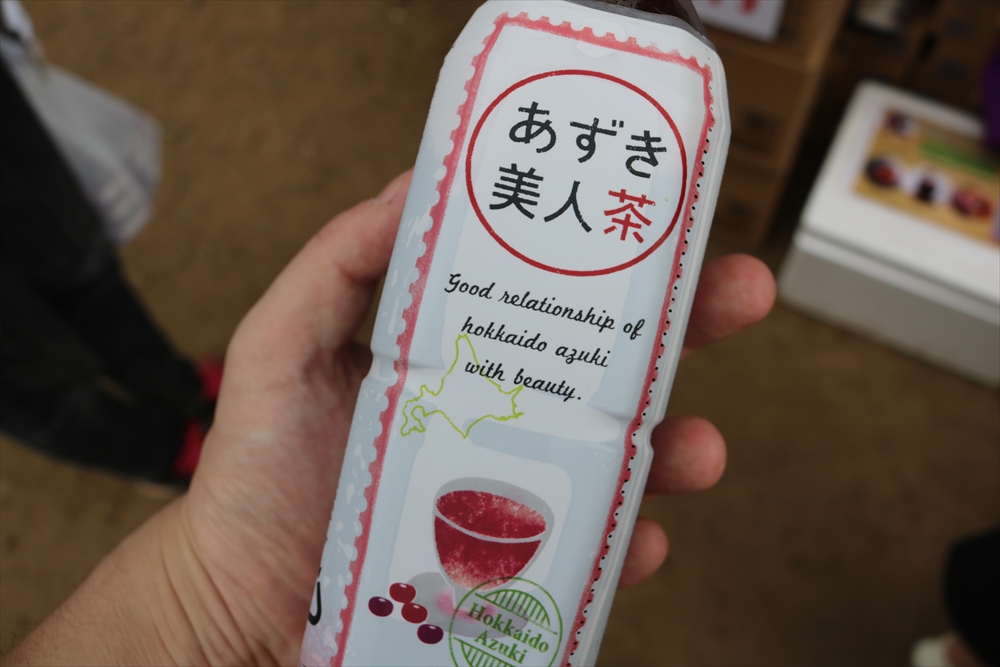 あずき
美人茶
Good relationship of
hokkaido azuki
with beauty.
Hokkaido
Azuki